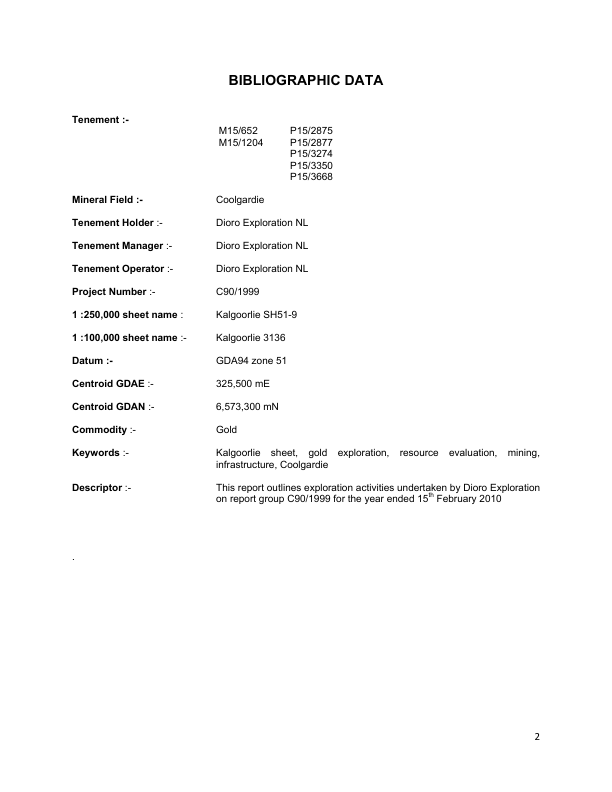 BIBLIOGRAPHIC DATA
Tenement :-
M15/652 P15/2875
M15/1204 P15/2877
P15/3274
P15/3350
P15/3668
Mineral Field :- Coolgardie
Tenement Holder :- Dioro Exploration NL
Tenement Manager :- Dioro Exploration NL
Tenement Operator :- Dioro Exploration NL
Project Number :- C90/1999
1 :250,000 sheet name : Kalgoorlie SH51-9
1 :100,000 sheet name :- Kalgoorlie 3136
Datum :- GDA94 zone 51
Centroid GDAE :- 325,500 mE
Centroid GDAN :- 6,573,300 mN
Commodity :- Gold
Keywords :- Kalgoorlie sheet, gold exploration, resource evaluation, mining,
infrastructure, Coolgardie
Descriptor :- This report outlines exploration activities undertaken by Dioro Exploration
on report group C90/1999 for the year ended 15th February 2010
.
2